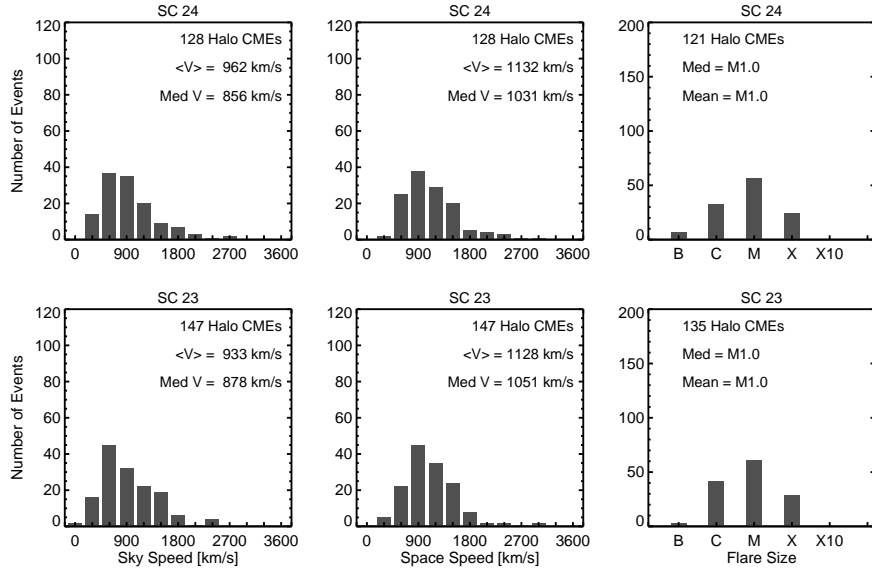 SC 24
128 Halo CMEs
<V> = 962 km/s
Med V = 856 km/s
Number of Events
120
100
80
60
40
20
0
0 900 1800 2700 3600
SC 24
128 Halo CMEs
<V> = 1132 km/s
Med V = 1031 km/s
120
100
80
60
40
20
0
0 900 1800 2700 3600
SC 24
121 Halo CMEs
Med = M1.0
Mean = M1.0
200
150
100
50
0
B C M X X10
SC 23
147 Halo CMEs
<V> = 933 km/s
Med V = 878 km/s
Number of Events
120
100
80
60
40
20
0
0 900 1800 2700 3600
Sky Speed [km/s]
SC 23
147 Halo CMEs
<V> = 1128 km/s
Med V = 1051 km/s
120
100
80
60
40
20
0
0 900 1800 2700 3600
Space Speed [km/s]
SC 23
135 Halo CMEs
Med = M1.0
Mean = M1.0
200
150
100
50
0
B C M X X10
Flare Size